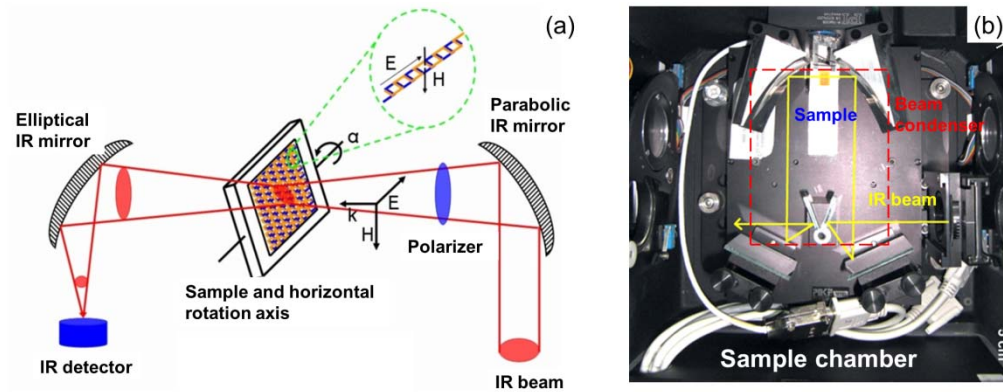 (a)
E
H
Elliptical
IR mirror
Parabolic
IR mirror
α
k
E
H
Polarizer
Sample and horizontal
rotation axis
IR detector
IR beam
(b)
Sample
Beam
condenser
IR beam
Sample chamber